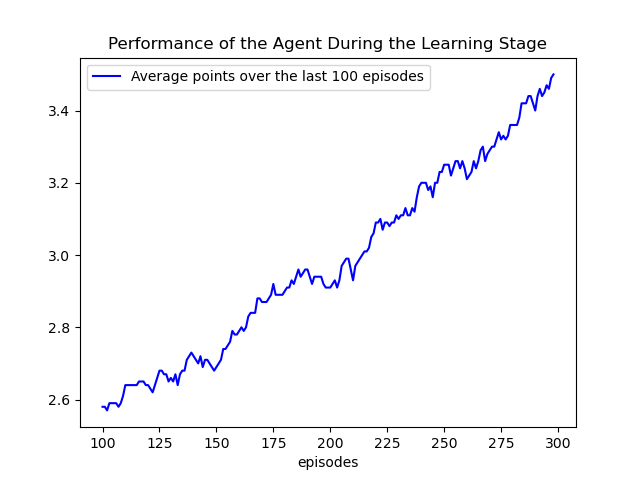 Performance of the Agent During the Learning Stage
Average points over the last 100 episodes
3.4
3.2
3.0
2.8
2.6
100 125 150 175 200 225 250 275 300
episodes